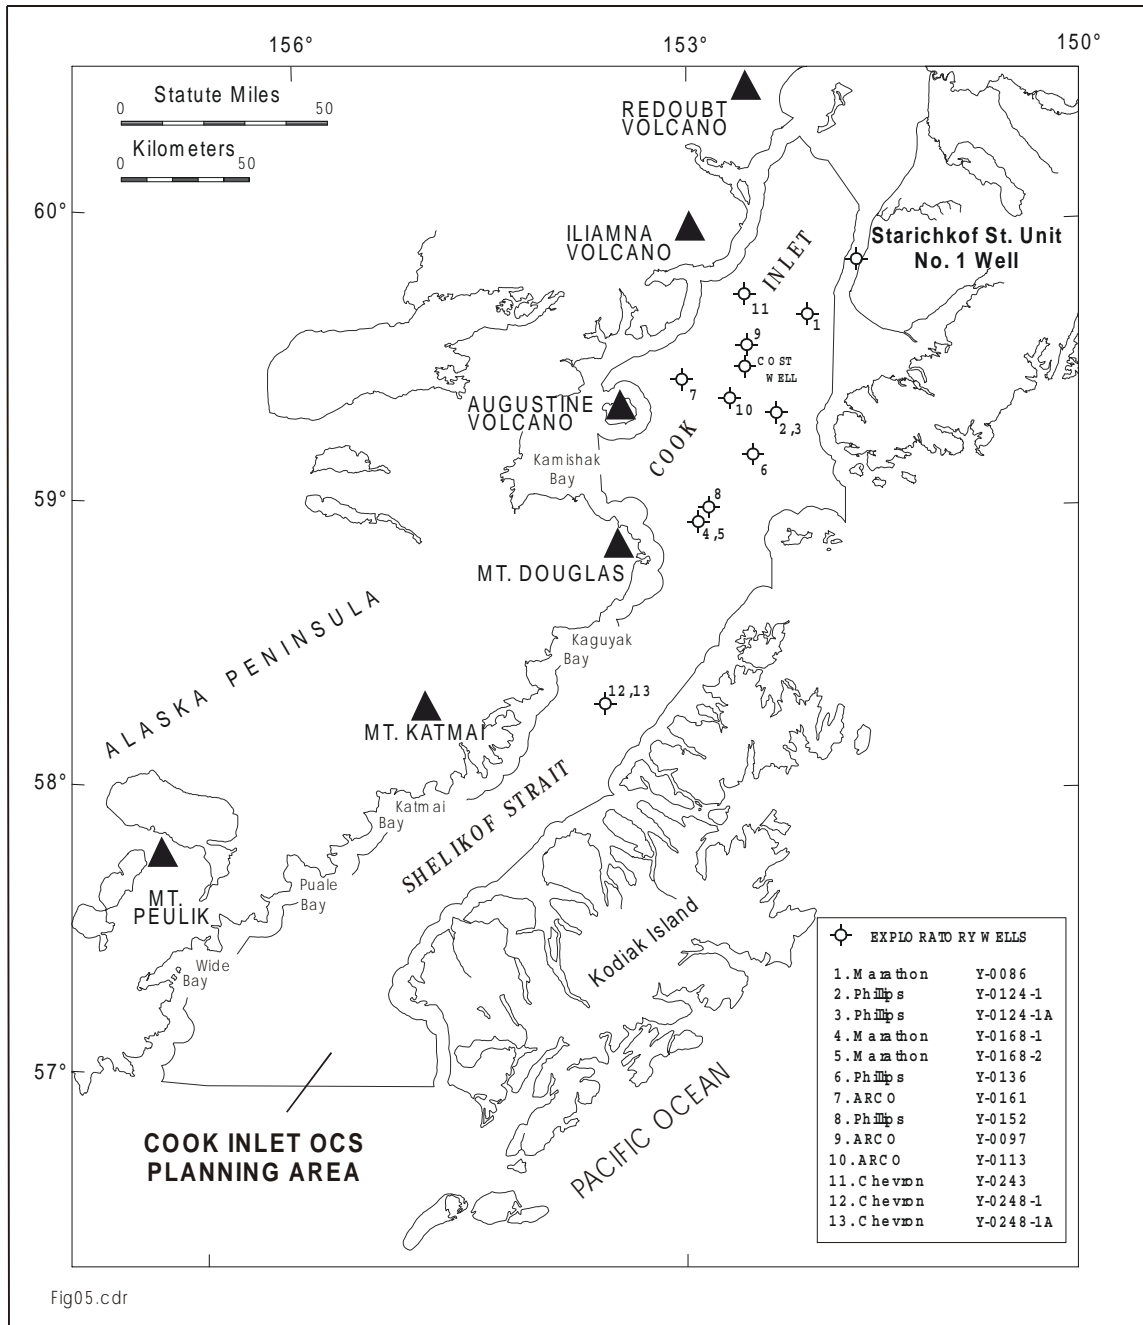 156°
153°
150°
Statute Miles
0 50
Kilometers
0 50
REDOUBT
VOLCANO
60°
ILIAMNA
VOLCANO
INLET
Starichkof St. Unit
No. 1 Well
11
1
9
COST
WELL
7
10
2,3
AUGUSTINE
VOLCANO
COOK
6
Kamishak
Bay
59°
8
4,5
MT. DOUGLAS
ALASKA PENINSULA
Kaguyak
Bay
12,13
MT. KATMAI
58°
SHELIKOF STRAIT
Katmai
Bay
MT.
PEULIK
Puale
Bay
Kodiak Island
Wide
Bay
57°
COOK INLET OCS
PLANNING AREA
PACIFIC OCEAN
EXPLORATORY WELLS
1.Marathon Y-0086
2.Phillips Y-0124-1
3.Phillips Y-0124-1A
4.Marathon Y-0168-1
5.Marathon Y-0168-2
6.Phillips Y-0136
7.ARCO Y-0161
8.Phillips Y-0152
9.ARCO Y-0097
10.ARCO Y-0113
11.Chevron Y-0243
12.Chevron Y-0248-1
13.Chevron Y-0248-1A
Fig05.cdr